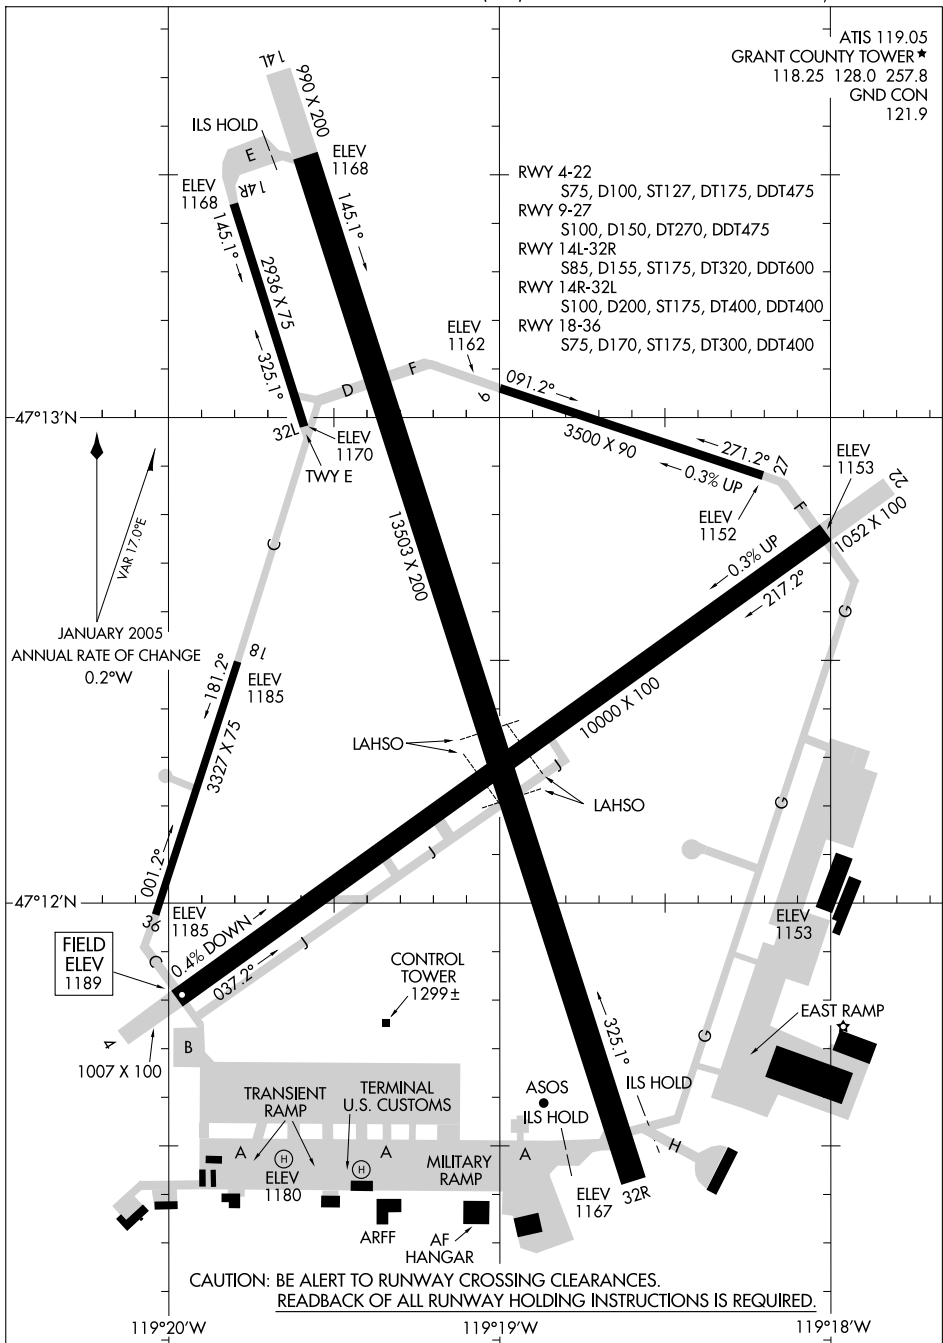 ATIS 119.05
GRANT COUNTY TOWER★
118.25 128.0 257.8
GND CON
121.9
14L
990 X 200
ILS HOLD
E
ELEV
1168
14R
ELEV
1168
145.1°
145.1°
RWY 4-22
S75, D100, ST127, DT175, DDT475
RWY 9-27
S100, D150, DT270, DDT475
RWY 14L-32R
S85, D155, ST175, DT320, DDT600
RWY 14R-32L
S100, D200, ST175, DT400, DDT400
RWY 18-36
S75, D170, ST175, DT300, DDT400
2936 X 75
325.1°
ELEV
1162
D
F
9
091.2°
47°13'N
32L
ELEV
1170
TWY E
3500 X 90
271.2°
27
0.3% UP
ELEV
1153
22
ELEV
1152
F
1052 X 100
VAR 17.0°E
C
13503 X 200
0.3% UP
217.2°
JANUARY 2005
ANNUAL RATE OF CHANGE
0.2°W
G
18
ELEV
1185
181.2°
3327 X 75
10000 X 100
LAHSO
J
LAHSO
G
J
001.2°
47°12'N
36
ELEV
1185
ELEV
1153
FIELD
ELEV
1189
C
0.4% DOWN
037.2°
J
CONTROL
TOWER
1299±
EAST RAMP
325.1°
G
4
B
1007 X 100
TRANSIENT
RAMP
TERMINAL
U.S. CUSTOMS
ASOS
ILS HOLD
ILS HOLD
A
H
A
H
A
H
ELEV
1180
MILITARY
RAMP
ELEV
1167
32R
ARFF
AF
HANGAR
CAUTION: BE ALERT TO RUNWAY CROSSING CLEARANCES.
READBACK OF ALL RUNWAY HOLDING INSTRUCTIONS IS REQUIRED.
119°20'W
119°19'W
119°18'W